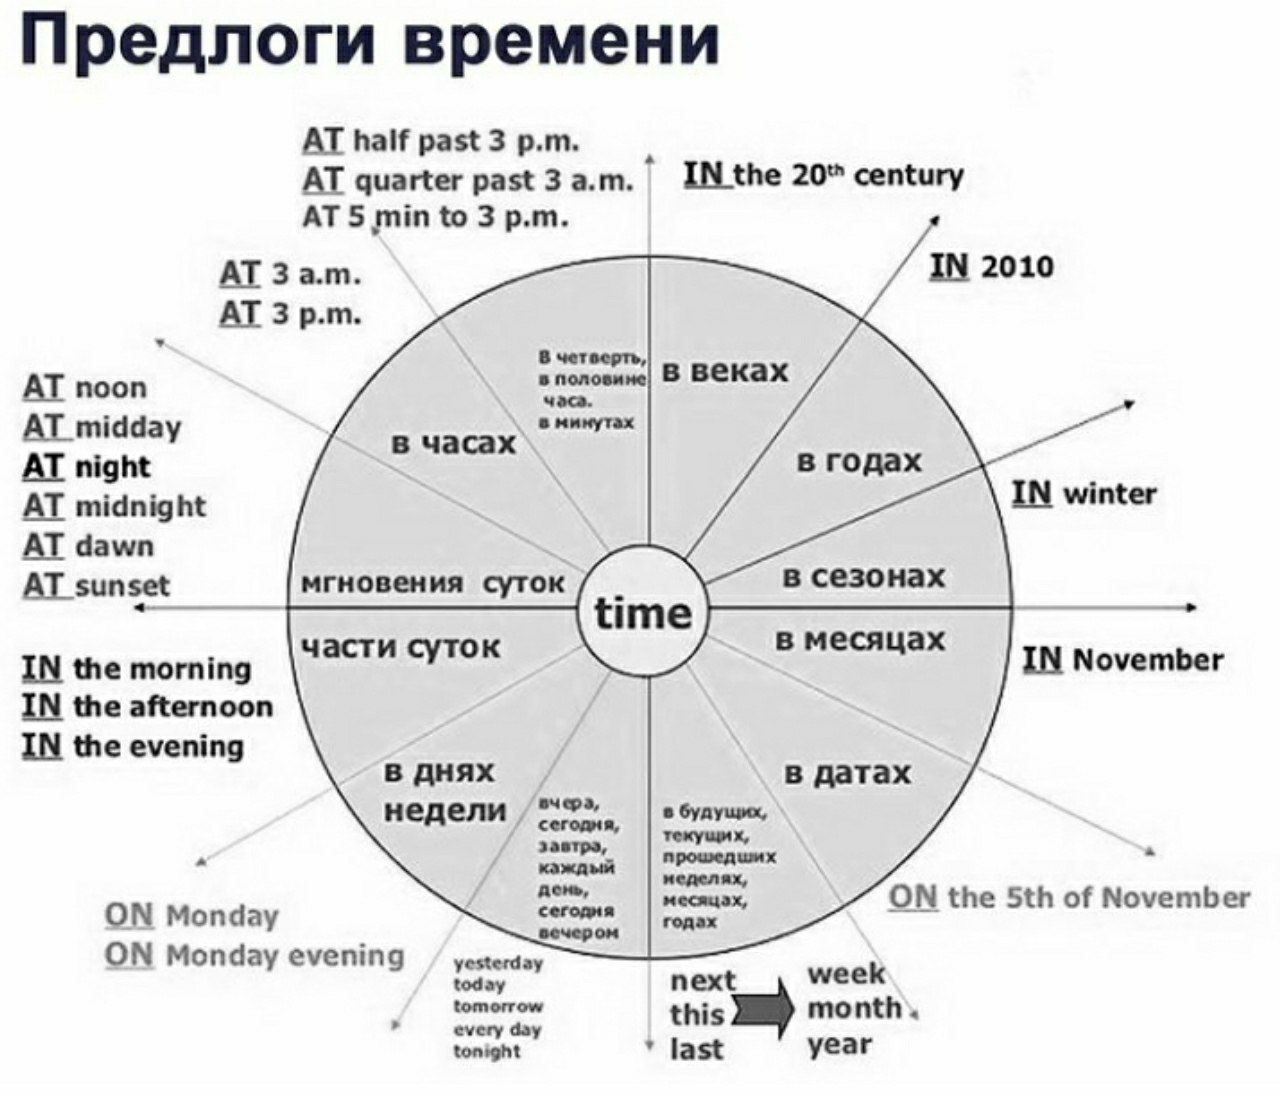 Предлоги времени
AT half past 3 p.m.
AT quarter past 3 a.m.
AT 5 min to 3 p.m.
IN the 20th century
AT 3 a.m.
AT 3 p.m.
IN 2010
AT noon
AT midday
AT night
AT midnight
AT dawn
AT sunset
IN winter
В четверть,
в половине
часа.
в минутах
в веках
в часах
в годах
мгновения суток
в сезонах
time
части суток
в месяцах
IN the morning
IN the afternoon
IN the evening
IN November
в днях
недели
в датах
вчера,
сегодня,
завтра,
каждый
день,
сегодня
вечером
в будущих,
текущих,
прошедших
неделях,
месяцах,
годах
ON Monday
ON Monday evening
ON the 5th of November
yesterday
today
tomorrow
every day
tonight
next
this
last
week
month
year